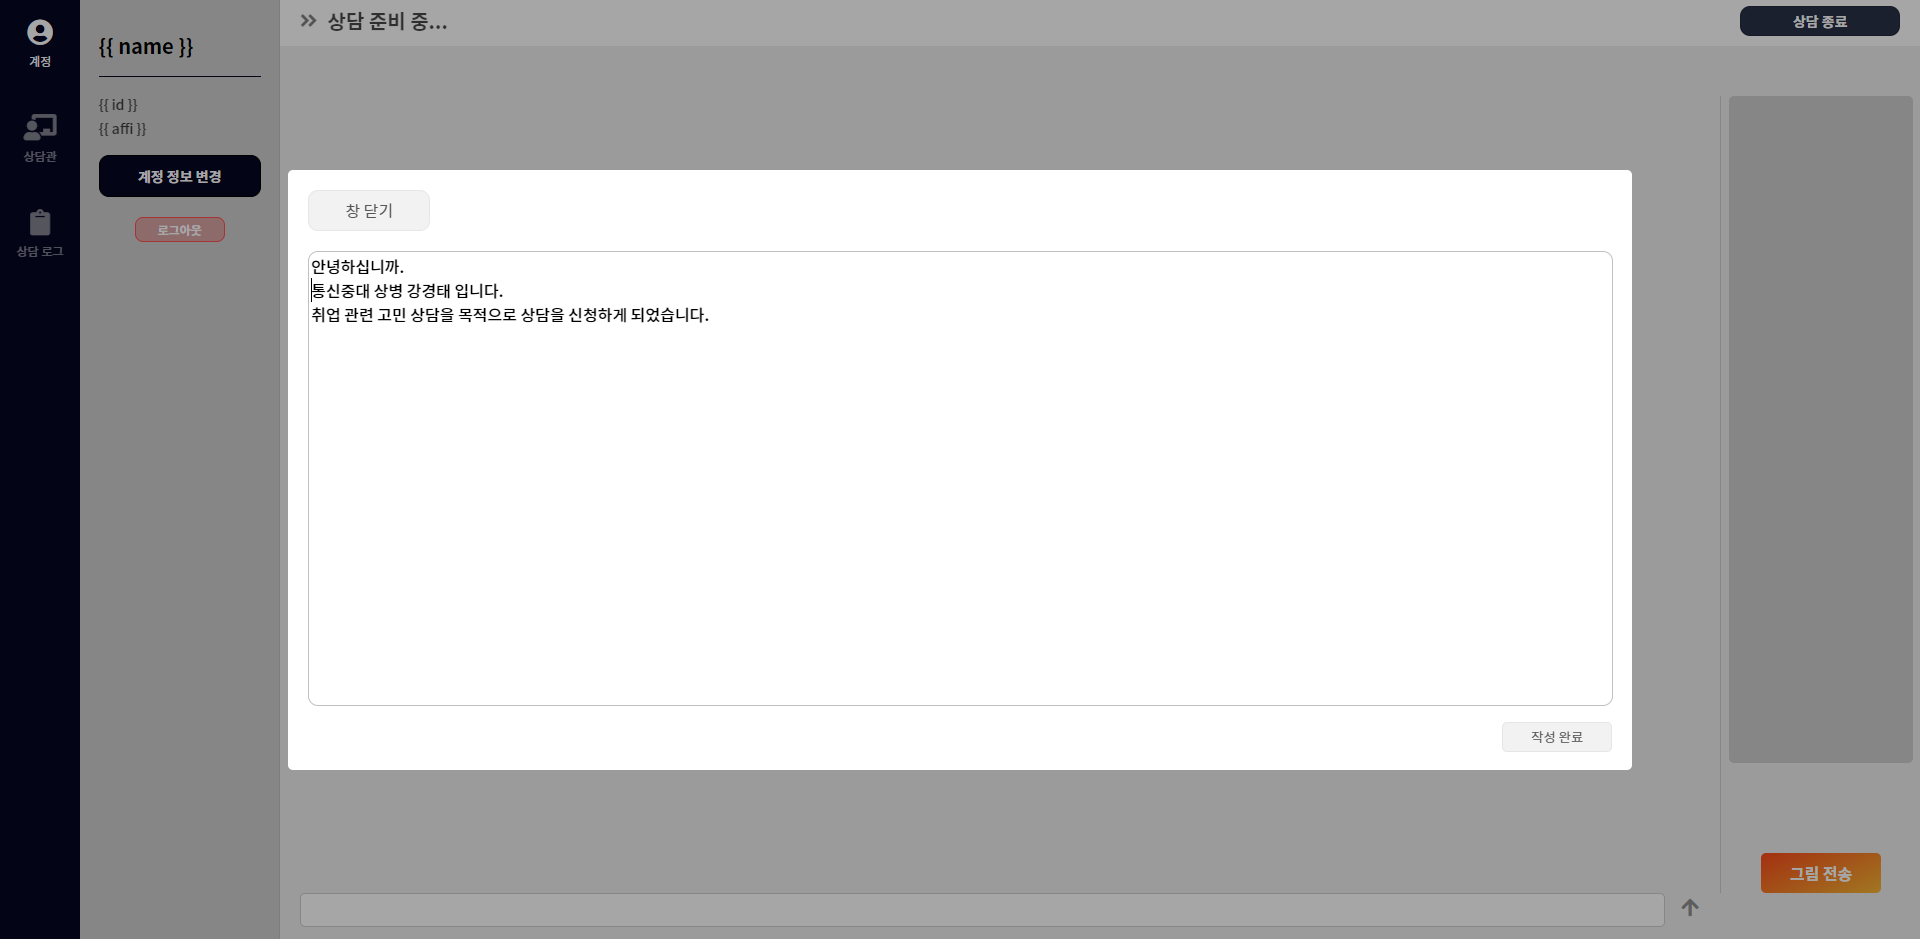 계정
상담관
상담 로그
{{ name }}
{{ id }}
{{ affi }}
계정 정보 변경
로그아웃
상담 준비 중...
상담 종료
창 닫기
안녕하십니까.
통신중대 상병 강경태 입니다.
취업 관련 고민 상담을 목적으로 상담을 신청하게 되었습니다.
작성 완료
그림 전송